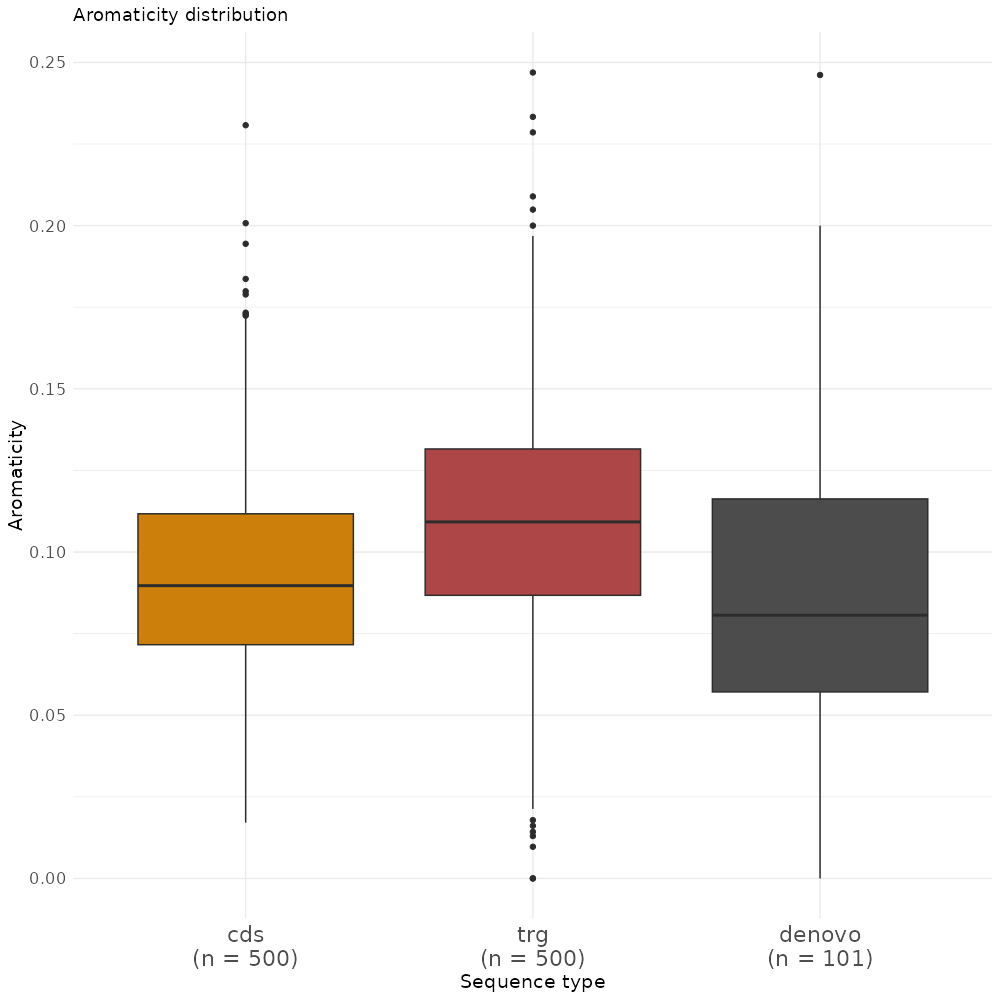 Aromaticity distribution
0.25
0.20
0.15
0.10
0.05
0.00
Aromaticity
cds
(n = 500)
trg
(n = 500)
denovo
(n = 101)
Sequence type